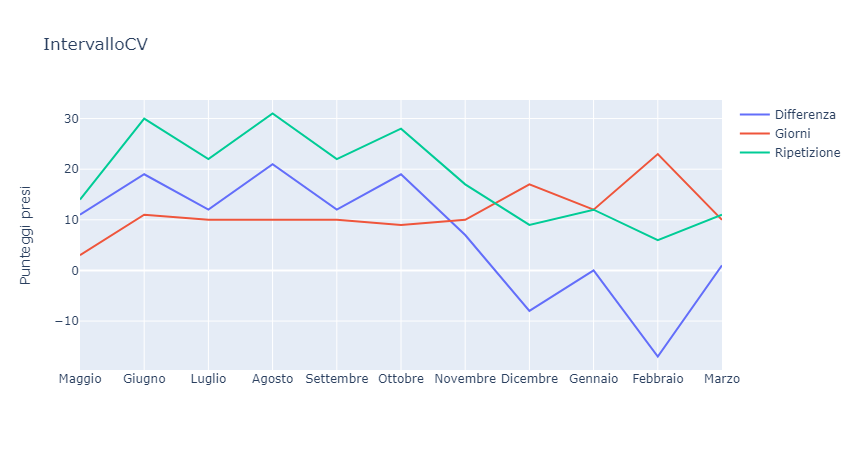 IntervalloCV
Differenza
Giorni
Ripetizione
Punteggi presi
30
20
10
0
−10
Maggio Giugno Luglio Agosto Settembre Ottobre Novembre Dicembre Gennaio Febbraio Marzo